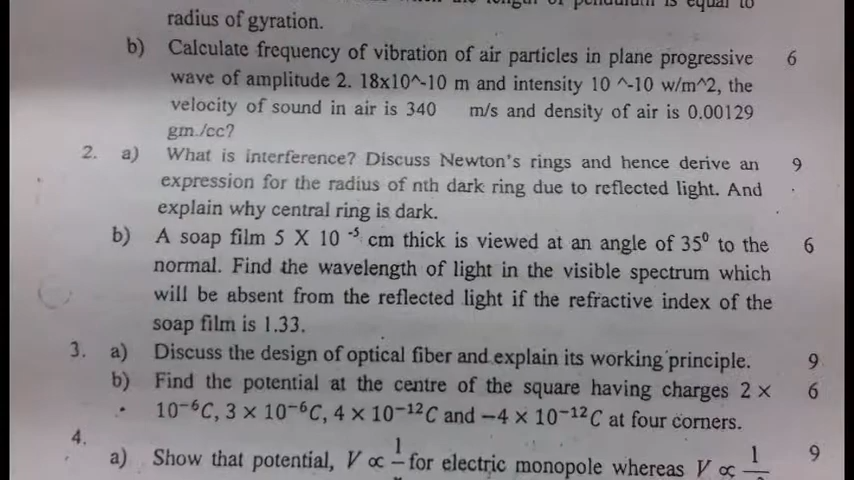 length of pendulum is equal to
radius of gyration.
b) Calculate frequency of vibration of air particles in plane progressive 6
wave of amplitude 2. 18x10^-10 m and intensity 10 ^-10 w/m^2, the
velocity of sound in air is 340 m/s and density of air is 0.00129
gm./cc?
2. a) What is interference? Discuss Newton's rings and hence derive an 9
expression for the radius of nth dark ring due to reflected light. And
explain why central ring is dark.
b) A soap film 5 X 10 ⁻⁵ cm thick is viewed at an angle of 35⁰ to the 6
normal. Find the wavelength of light in the visible spectrum which
will be absent from the reflected light if the refractive index of the
soap film is 1.33.
3. a) Discuss the design of optical fiber and explain its working principle. 9
b) Find the potential at the centre of the square having charges 2 × 6
10⁻⁶C, 3 × 10⁻⁶C, 4 × 10⁻¹²C and −4 × 10⁻¹²C at four corners.
4.
a) Show that potential, V ∝ 1/ for electric monopole whereas V ∝ 1/ 9